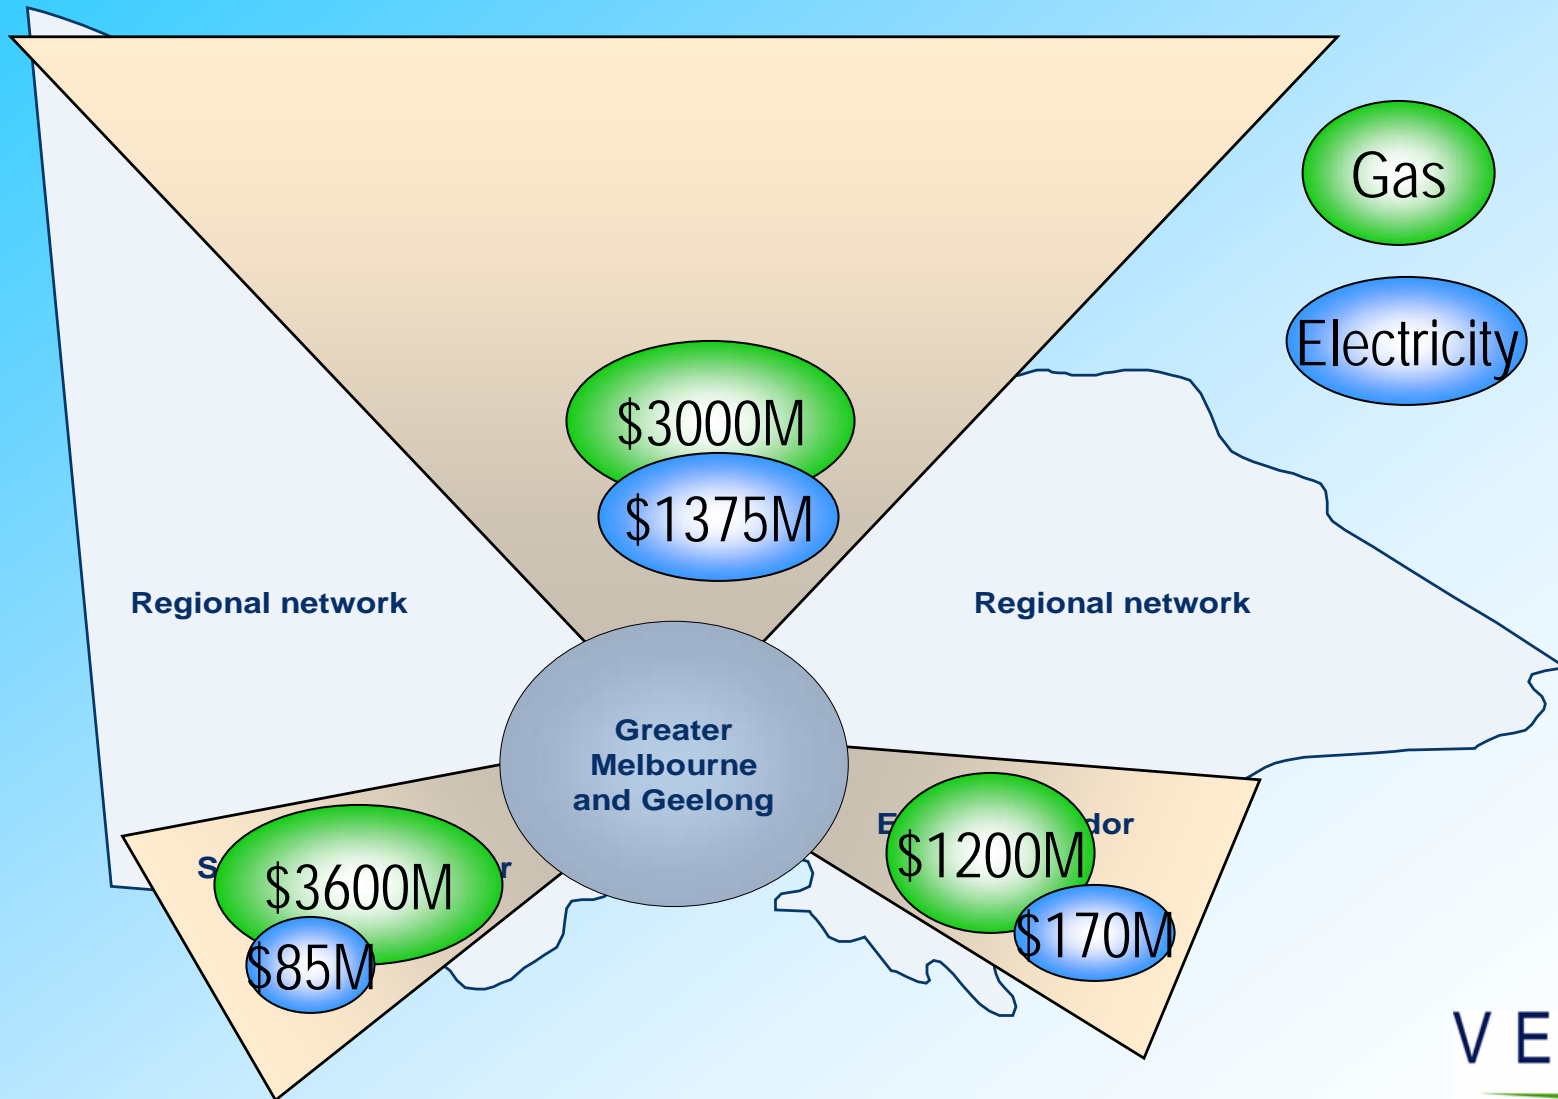 Gas
Electricity
$3000M
$1375M
Regional network
Regional network
Greater
Melbourne
and Geelong
$3600M
$85M
$1200M
$170M
V E